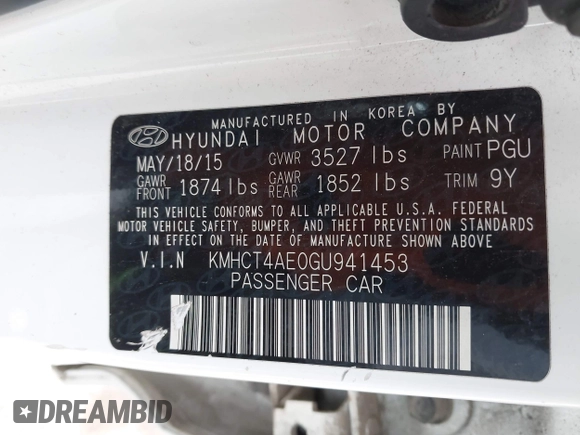 MANUFACTURED IN KOREA BY
HYUNDAI MOTOR COMPANY
MAY/18/15 GVWR 3527 lbs PAINT PGU
GAWR FRONT 1874 lbs GAWR REAR 1852 lbs TRIM 9Y
THIS VEHICLE CONFORMS TO ALL APPLICABLE U.S.A. FEDERAL
MOTOR VEHICLE SAFETY, BUMPER, AND THEFT PREVENTION STANDARDS
IN EFFECT ON THE DATE OF MANUFACTURE SHOWN ABOVE
V.I.N KMHCT4AE0GU941453
PASSENGER CAR
DREAMBID